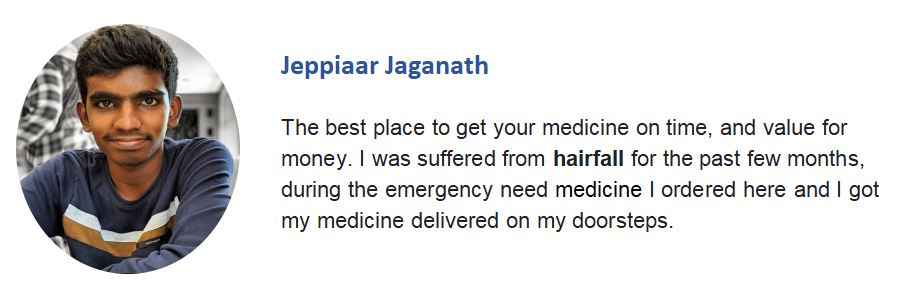 Jeppiaar Jaganath
The best place to get your medicine on time, and value for
money. I was suffered from hairfall for the past few months,
during the emergency need medicine I ordered here and I got
my medicine delivered on my doorsteps.